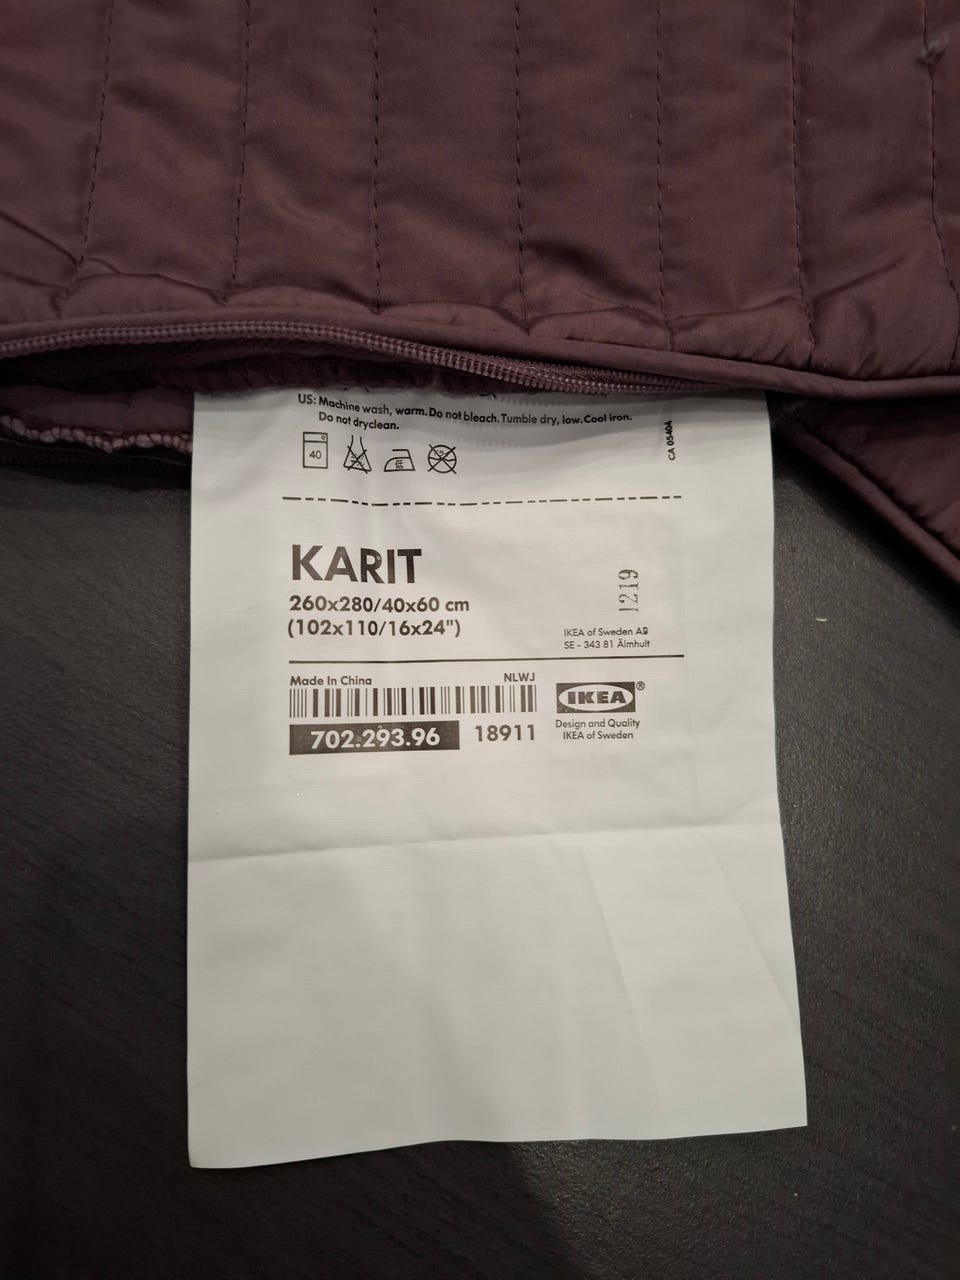 US: Machine wash, warm. Do not bleach. Tumble dry, low. Cool iron.
Do not dryclean.
CA 05404
40
KARIT
260x280/40x60 cm
(102x110/16x24")
1219
IKEA of Sweden AB
SE - 343 81 Älmhult
Made In China
NLWJ
702.293.96
18911
IKEA®
Design and Quality
IKEA of Sweden